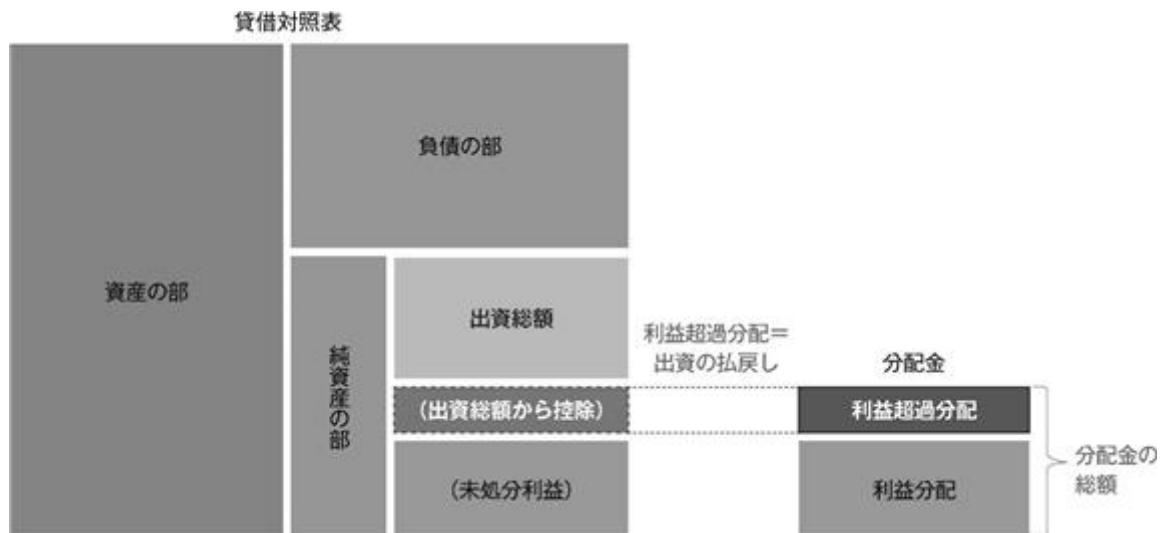 貸借対照表
資産の部
負債の部
純資産の部
出資総額
(出資総額から控除)
(未処分利益)
利益超過分配＝
出資の払戻し
分配金
利益超過分配
利益分配
分配金の
総額